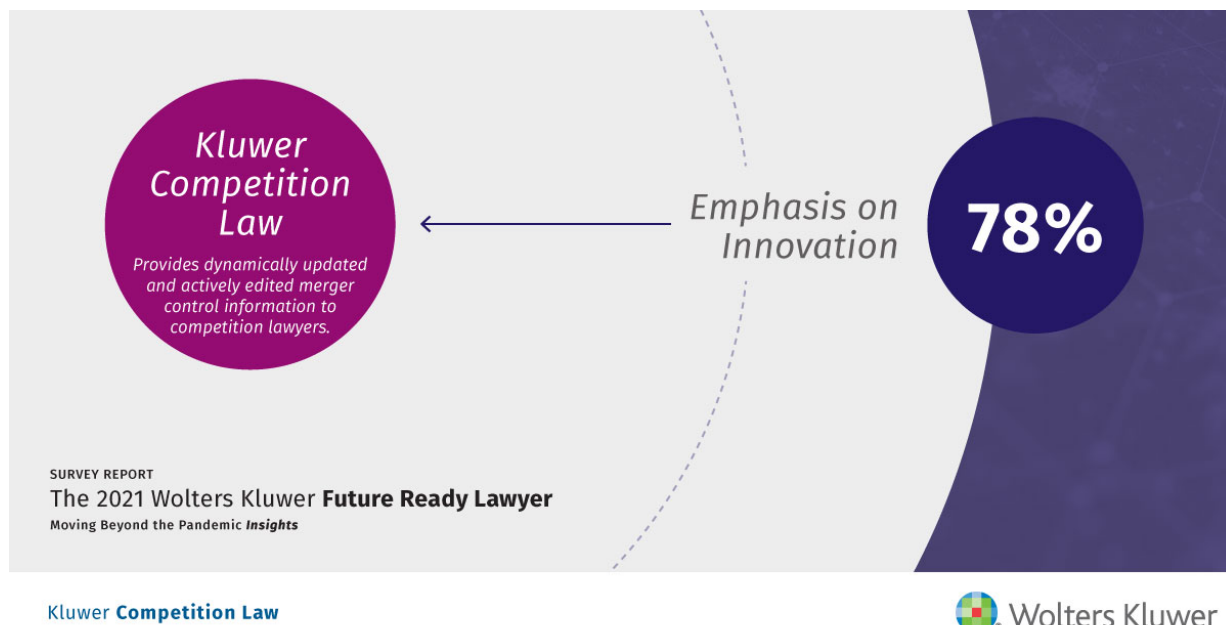 Kluwer
Competition
Law
Provides dynamically updated
and actively edited merger
control information to
competition lawyers.
Emphasis on
Innovation
78%
SURVEY REPORT
The 2021 Wolters Kluwer Future Ready Lawyer
Moving Beyond the Pandemic Insights
Kluwer Competition Law
Wolters Kluwer